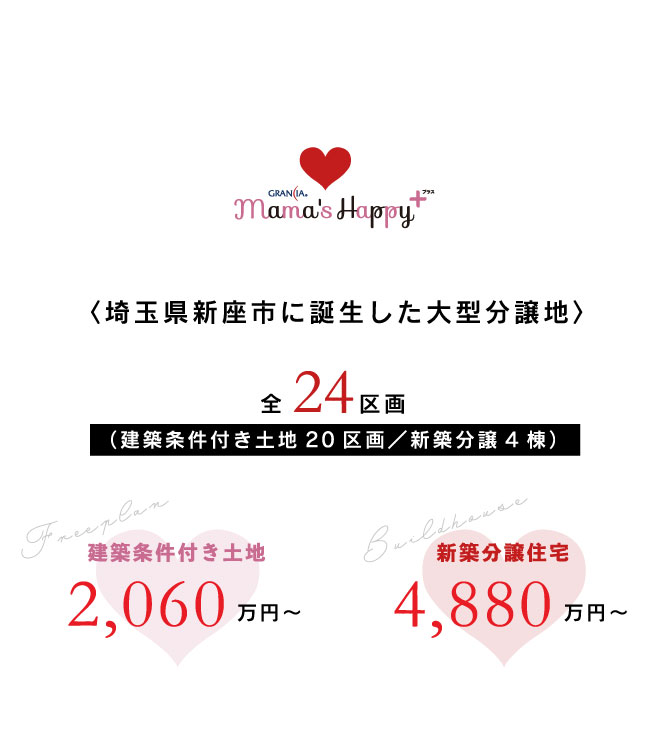 GRANCIA®
Mama's Happy+プラス
〈埼玉県新座市に誕生した大型分譲地〉
全24区画
(建築条件付き土地20区画／新築分譲4棟)
Freeplan
建築条件付き土地
2,060万円～
Buildhouse
新築分譲住宅
4,880万円～